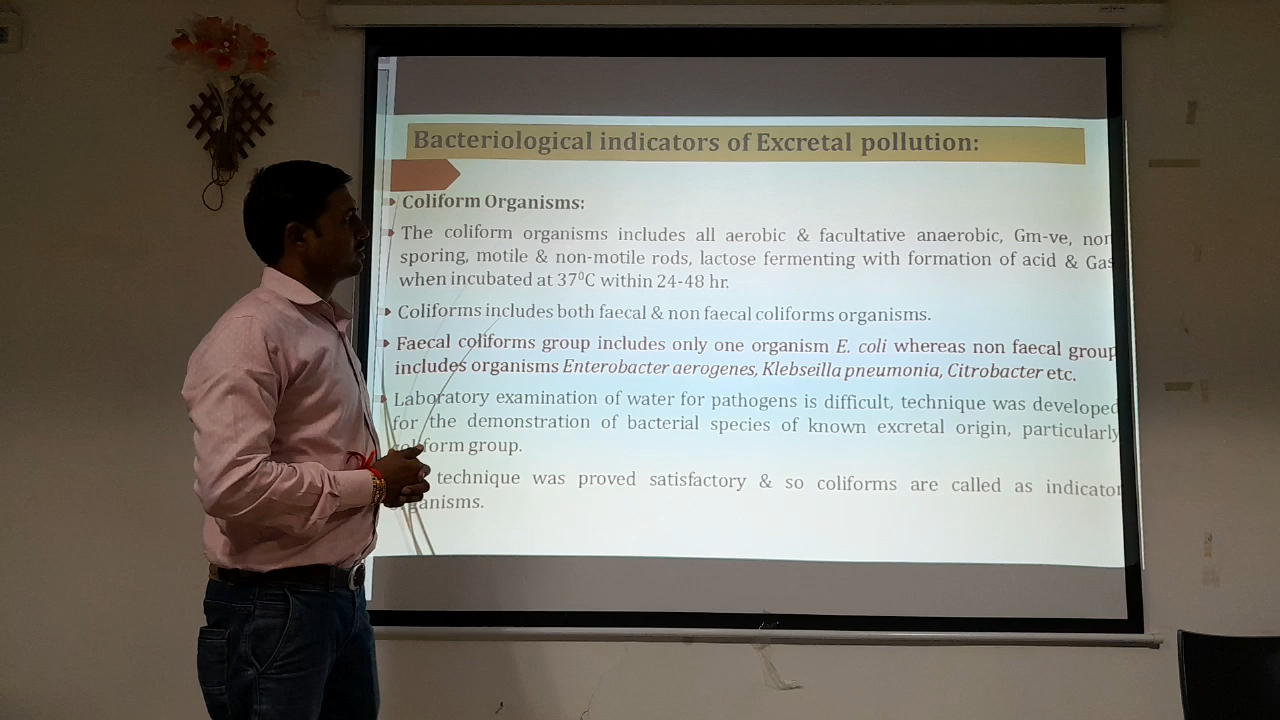 Bacteriological indicators of Excretal pollution:
Coliform Organisms:
The coliform organisms includes all aerobic & facultative anaerobic, Gm-ve, non
sporing, motile & non-motile rods, lactose fermenting with formation of acid & Gas
when incubated at 37⁰C within 24-48 hr.
Coliforms includes both faecal & non faecal coliforms organisms.
Faecal coliforms group includes only one organism E. coli whereas non faecal group
includes organisms Enterobacter aerogenes, Klebseilla pneumonia, Citrobacter etc.
Laboratory examination of water for pathogens is difficult, technique was developed
for the demonstration of bacterial species of known excretal origin, particularly
coliform group.
technique was proved satisfactory & so coliforms are called as indicator
organisms.